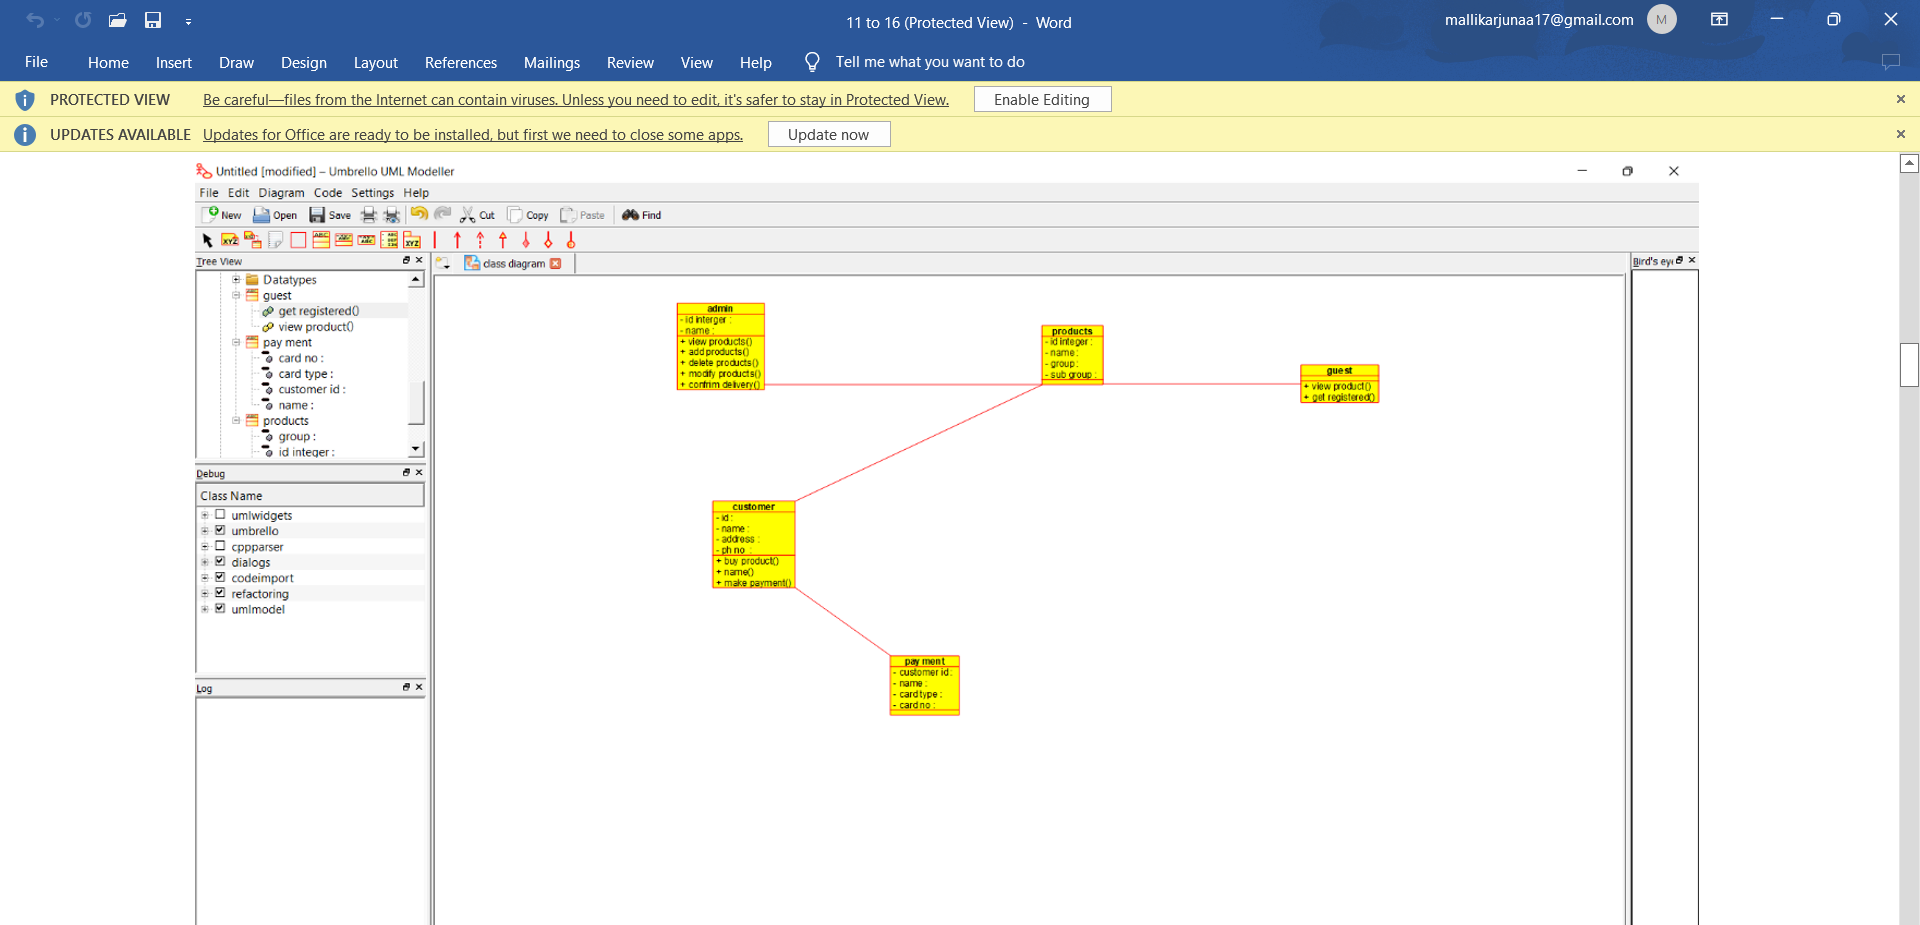 11 to 16 (Protected View) - Word
mallikarjunaa17@gmail.com
M
File Home Insert Draw Design Layout References Mailings Review View Help Tell me what you want to do
PROTECTED VIEW Be careful—files from the Internet can contain viruses. Unless you need to edit, it's safer to stay in Protected View. Enable Editing
UPDATES AVAILABLE Updates for Office are ready to be installed, but first we need to close some apps. Update now
Untitled [modified] – Umbrello UML Modeller
File Edit Diagram Code Settings Help
New Open Save Cut Copy Paste Find
Tree View
class diagram
Bird's eye
Datatypes
guest
get registered()
view product()
pay ment
card no :
card type :
customer id :
name :
products
group :
id integer :
Debug
Class Name
umlwidgets
umbrello
cppparser
dialogs
codeimport
refactoring
umlmodel
Log
admin
- id interger :
- name :
+ view products()
+ add products()
+ delete products()
+ modify products()
+ confrim delivery()
products
- id integer :
- name :
- group :
- sub group :
guest
+ view product()
+ get registered()
customer
- id :
- name :
- address :
- ph no :
+ buy product()
+ name()
+ make payment()
pay ment
- customer id :
- name :
- card type :
- card no :